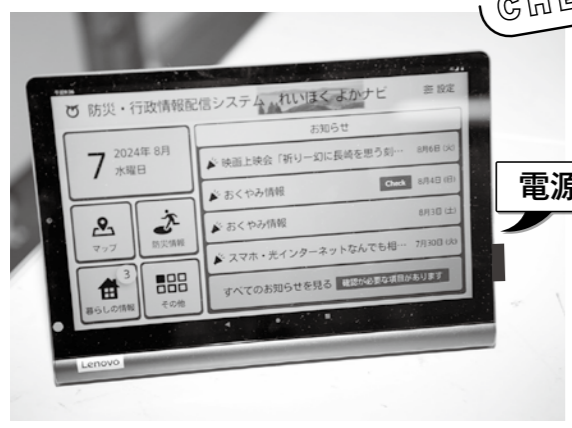 CHE
防災・行政情報配信システム れいほく よかナビ
設定
7
2024年 8月
水曜日
お知らせ
映画上映会「祈り－幻に長崎を思う刻… 8月6日 (火)
おくやみ情報 Check 8月4日 (日)
おくやみ情報 8月3日 (土)
スマホ・光インターネットなんでも相… 7月30日 (火)
すべてのお知らせを見る 確認が必要な項目があります
マップ
防災情報
3
暮らしの情報
その他
Lenovo
電源